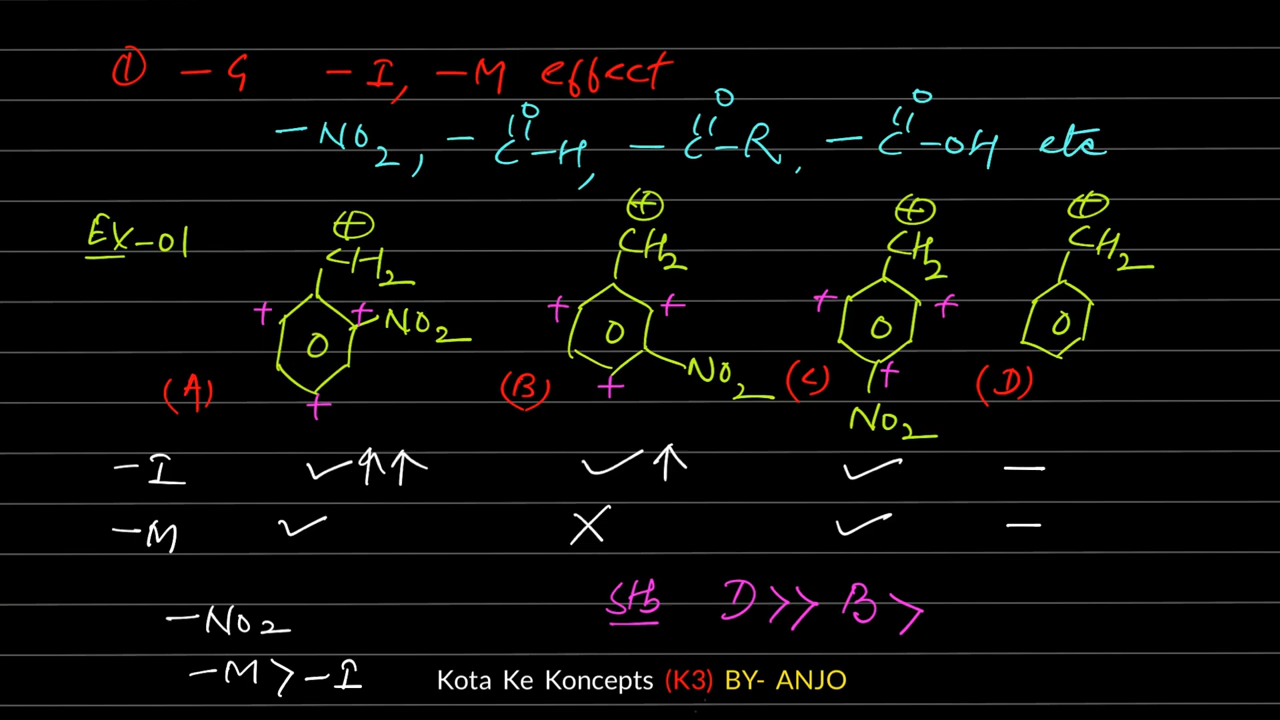 ① -G -I, -M effect
-NO2, -C(=O)-H, -C(=O)-R, -C(=O)-OH etc
EX-01
⊕ ⊕ ⊕ ⊕
CH2 CH2 CH2 CH2
+ + NO2 + + + +
O O O O
(A) + (B) + NO2 (C) + (D)
NO2
-I ✓↑↑ ✓↑ ✓ —
-M ✓ X ✓ —
Stb D >> B >
-NO2
-M > -I
Kota Ke Koncepts (K3) BY- ANJO